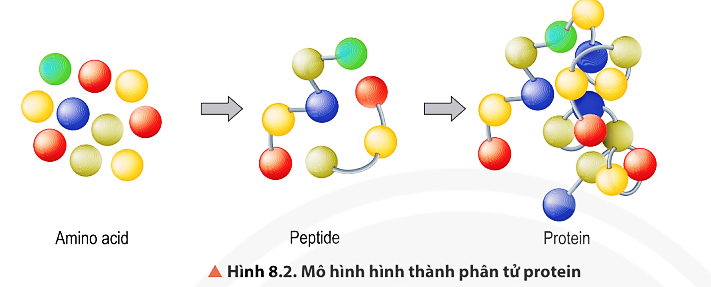 Amino acid
Peptide
Protein
▲ Hình 8.2. Mô hình hình thành phân tử protein